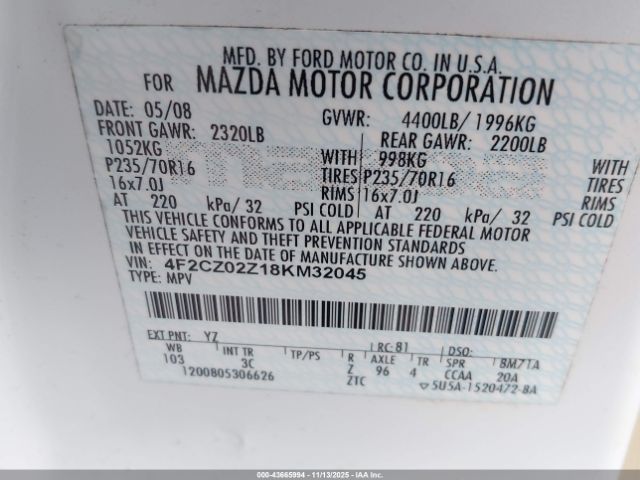 MFD. BY FORD MOTOR CO. IN U.S.A.
FOR MAZDA MOTOR CORPORATION
DATE: 05/08 GVWR: 4400LB/ 1996KG
FRONT GAWR: 2320LB REAR GAWR: 2200LB
1052KG WITH 998KG WITH
P235/70R16 TIRES P235/70R16 TIRES
16x7.0J RIMS 16x7.0J RIMS
AT 220 kPa/ 32 PSI COLD AT 220 kPa/ 32 PSI COLD
THIS VEHICLE CONFORMS TO ALL APPLICABLE FEDERAL MOTOR
VEHICLE SAFETY AND THEFT PREVENTION STANDARDS
IN EFFECT ON THE DATE OF MANUFACTURE SHOWN ABOVE.
VIN: 4F2CZ02Z18KM32045
TYPE: MPV
EXT PNT: YZ RC: 81 DSO:
WB INT TR TP/PS R AXLE TR SPR BM7TA
103 3C Z 96 4 CCAA 20A
1200805306626 ZTC 5U5A-1520472-BA
000-43665994 - 11/13/2025 - IAAI.com